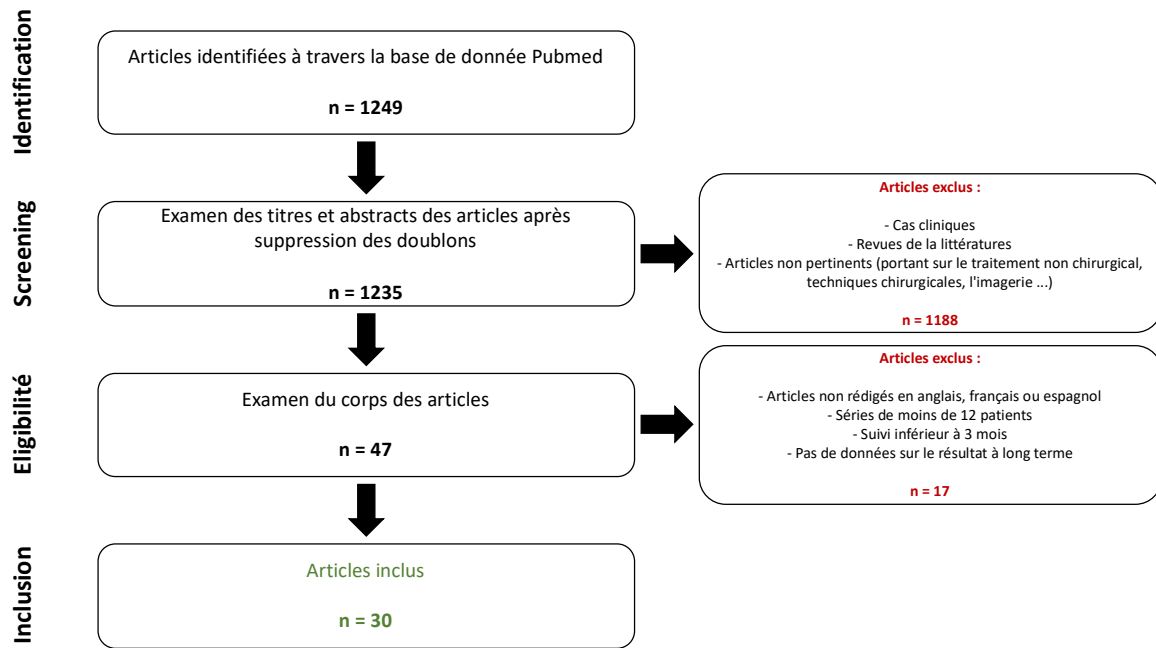 Identification
Articles identifiées à travers la base de donnée Pubmed
n = 1249
Screening
Examen des titres et abstracts des articles après
suppression des doublons
n = 1235
Articles exclus :
- Cas cliniques
- Revues de la littératures
- Articles non pertinents (portant sur le traitement non chirurgical,
techniques chirurgicales, l'imagerie ...)
n = 1188
Eligibilité
Examen du corps des articles
n = 47
Articles exclus :
- Articles non rédigés en anglais, français ou espagnol
- Séries de moins de 12 patients
- Suivi inférieur à 3 mois
- Pas de données sur le résultat à long terme
n = 17
Inclusion
Articles inclus
n = 30